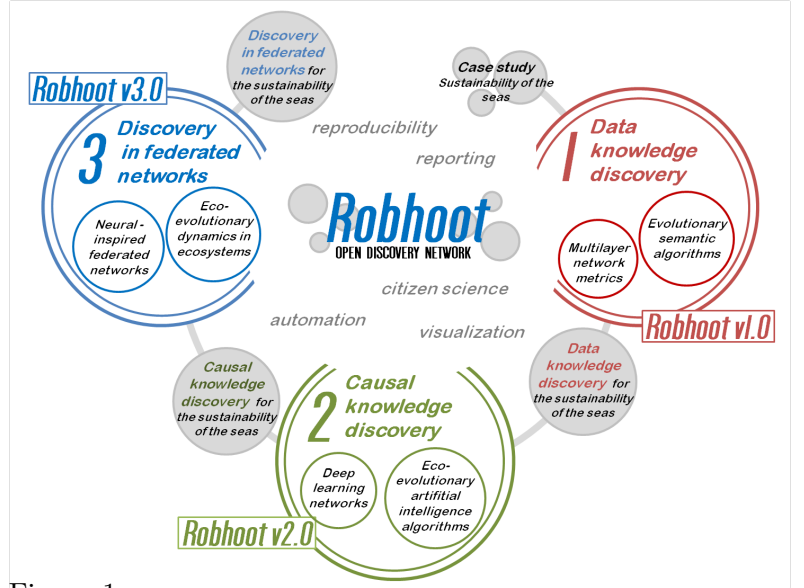 Discovery
in federated
networks for
the sustainability
of the seas
Case study
Sustainability of the
seas
Robhoot v3.0
3
Discovery
in federated
networks
Neural -
inspired
federated
networks
Eco-
evolutionary
dynamics in
ecosystems
reproducibility
reporting
1
Data
knowledge
discovery
Multilayer
network
metrics
Evolutionary
semantic
algorithms
Robhoot v1.0
Robhoot
OPEN DISCOVERY NETWORK
citizen science
automation
visualization
Causal
knowledge
discovery for
the sustainability
of the seas
Data
knowledge
discovery for
the sustainability
of the seas
2
Causal
knowledge
discovery
Deep
learning
networks
Eco-
evolutionary
artifitial
intelligence
algorithms
Robhoot v2.0